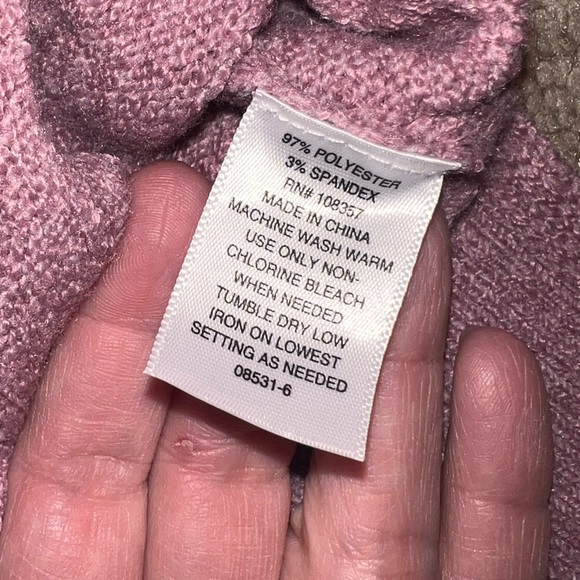 97% POLYESTER
3% SPANDEX
RN# 108357
MADE IN CHINA
MACHINE WASH WARM
USE ONLY NON-
CHLORINE BLEACH
WHEN NEEDED
TUMBLE DRY LOW
IRON ON LOWEST
SETTING AS NEEDED
08531-6